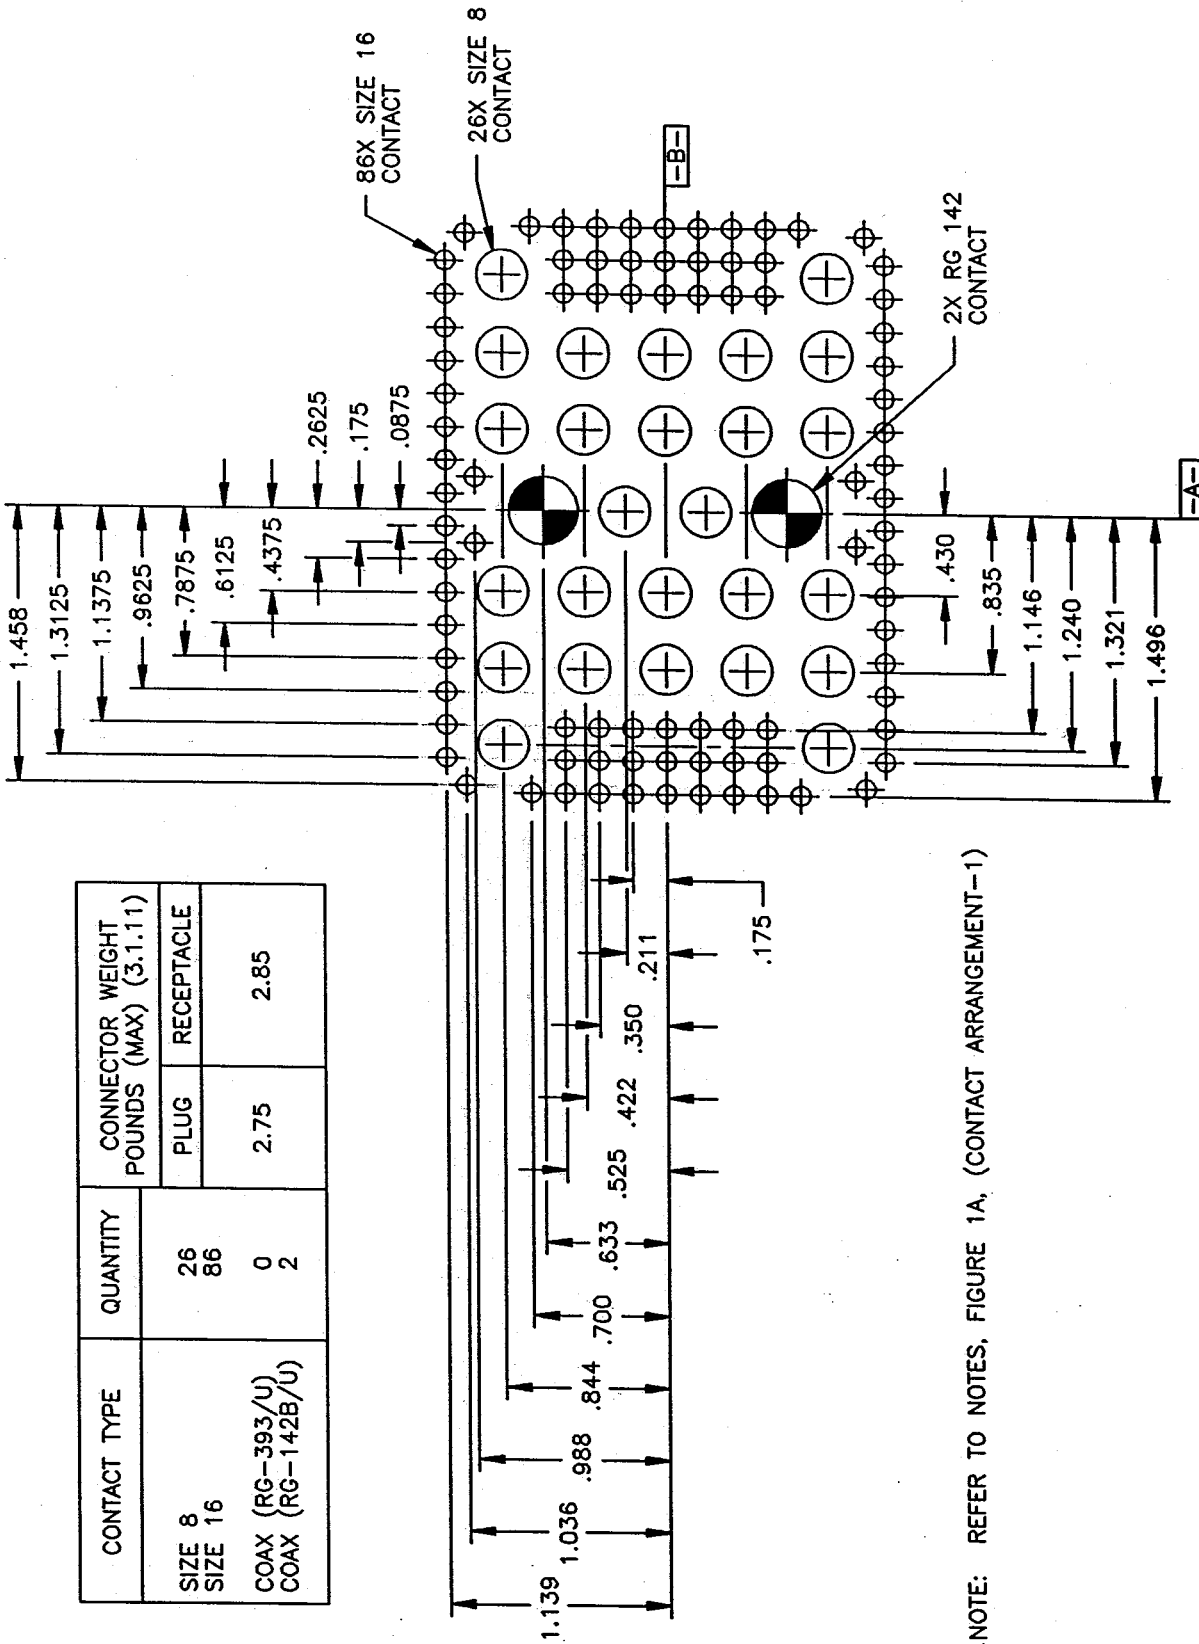 86X SIZE 16
CONTACT
26X SIZE 8
CONTACT
-B-
2X RG 142
CONTACT
-A-
1.458
1.3125
1.1375
.9625
.7875
.6125
.4375
.2625
.175
.0875
.430
.835
1.146
1.240
1.321
1.496
1.139
1.036
.988
.844
.700
.633
.525
.422
.350
.211
.175
CONTACT TYPE
QUANTITY
CONNECTOR WEIGHT
POUNDS (MAX) (3.1.11)
PLUG
RECEPTACLE
SIZE 8
26
SIZE 16
86
2.75
2.85
COAX (RG-393/U)
0
COAX (RG-142B/U)
2
NOTE: REFER TO NOTES, FIGURE 1A, (CONTACT ARRANGEMENT-1)